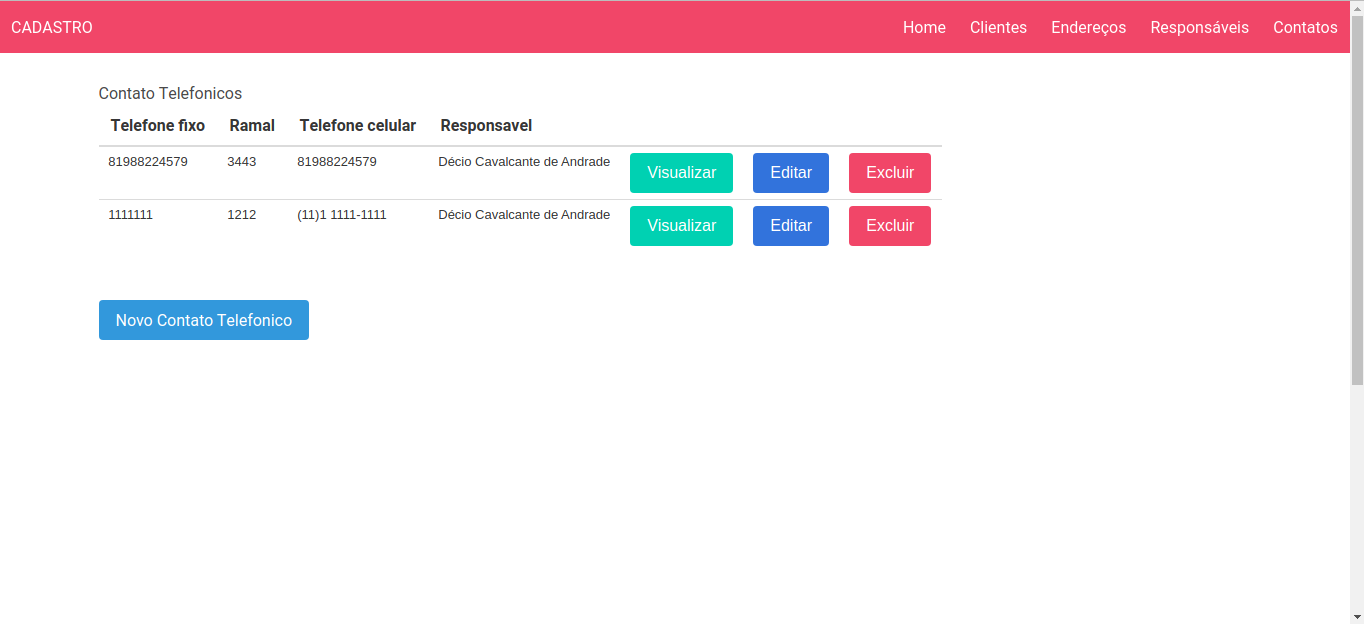 CADASTRO Home Clientes Endereços Responsáveis Contatos
Contato Telefonicos
Telefone fixo Ramal Telefone celular Responsavel
81988224579 3443 81988224579 Décio Cavalcante de Andrade Visualizar Editar Excluir
1111111 1212 (11)1 1111-1111 Décio Cavalcante de Andrade Visualizar Editar Excluir
Novo Contato Telefonico